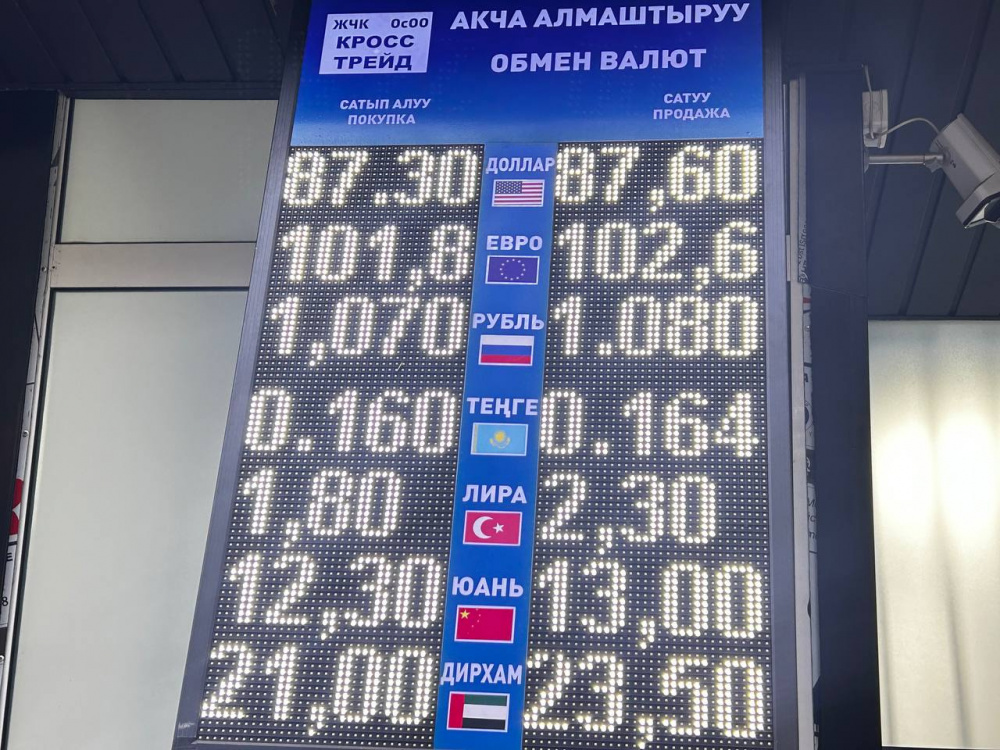 ЖЧК ОсОО
КРОСС
ТРЕЙД
АКЧА АЛМАШТЫРУУ
ОБМЕН ВАЛЮТ
САТЫП АЛУУ
ПОКУПКА
САТУУ
ПРОДАЖА
87.30 ДОЛЛАР 87,60
101,8 ЕВРО 102,6
1,070 РУБЛЬ 1.080
0.160 ТЕҢГЕ 0.164
1,80 ЛИРА 2,30
12,30 ЮАНЬ 13,00
21,00 ДИРХАМ 23,50